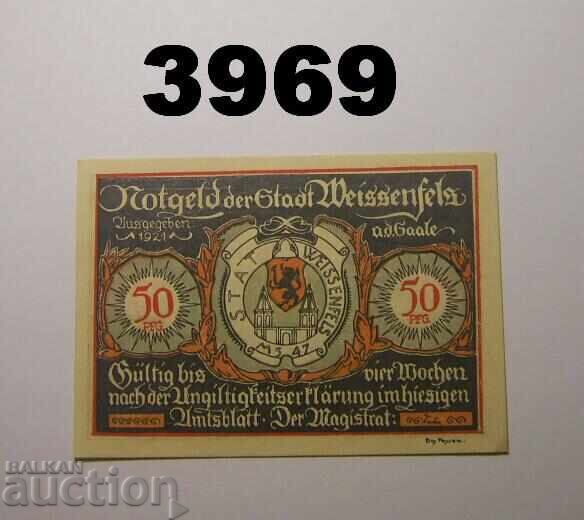 3969
Notgeld der Stadt Weissenfels
Ausgegeben
1921
a.d.Saale
STAT WEISSENFELS
50
PFG.
50
PFG.
Gültig bis vier Wochen
nach der Ungiltigkeitserklärung im hiesigen
Amtsblatt · Der Magistrat:
BALKAN
auction